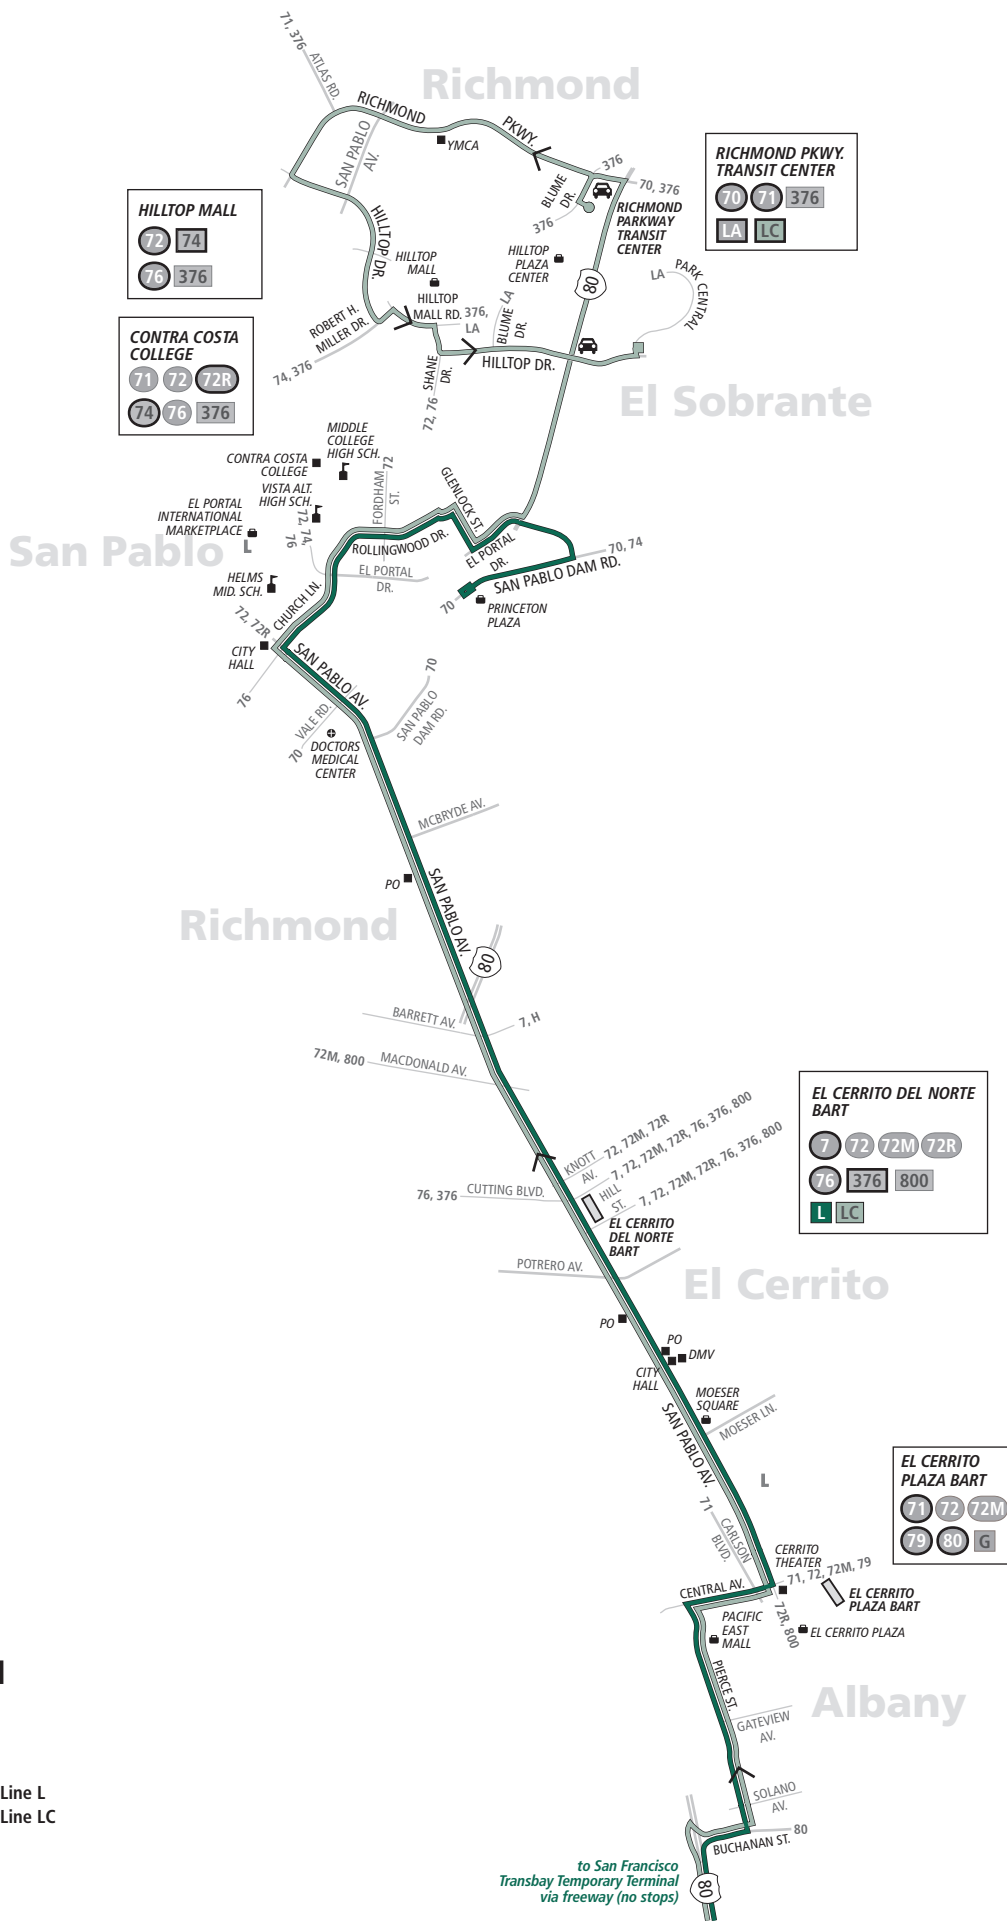 71, 376
ATLAS RD.
Richmond
RICHMOND
PKWY.
SAN PABLO
AV.
YMCA
376
70, 376
BLUME
DR.
376
RICHMOND
PARKWAY
TRANSIT
CENTER
RICHMOND PKWY.
TRANSIT CENTER
70 71 376
LA LC
HILLTOP MALL
72 74
76 376
HILLTOP DR.
HILLTOP
MALL
HILLTOP
PLAZA
CENTER
80
LA
PARK CENTRAL
HILLTOP
MALL RD.
376,
LA
LA
BLUME
DR.
ROBERT H.
MILLER DR.
74, 376
SHANE
DR.
72, 76
HILLTOP DR.
CONTRA COSTA
COLLEGE
71 72 72R
74 76 376
El Sobrante
MIDDLE
COLLEGE
HIGH SCH.
CONTRA COSTA
COLLEGE
VISTA ALT.
HIGH SCH.
72, 74,
76
72
FORDHAM
ST.
GLENLOCK ST.
EL PORTAL
INTERNATIONAL
MARKETPLACE
San Pablo
L
ROLLINGWOOD DR.
EL PORTAL
DR.
EL PORTAL
DR.
70, 74
SAN PABLO DAM RD.
70
PRINCETON
PLAZA
HELMS
MID. SCH.
CHURCH LN.
72, 72R
CITY
HALL
76
SAN PABLO AV.
VALE RD.
70
70
SAN PABLO
DAM RD.
DOCTORS
MEDICAL
CENTER
MCBRYDE AV.
PO
SAN PABLO AV.
Richmond
80
BARRETT AV.
7, H
72M, 800
MACDONALD AV.
EL CERRITO DEL NORTE
BART
7 72 72M 72R
76 376 800
L LC
KNOTT
AV.
72, 72M, 72R
7, 72, 72M, 72R, 76, 376, 800
HILL
ST.
7, 72, 72M, 72R, 76, 376, 800
76, 376
CUTTING BLVD.
EL CERRITO
DEL NORTE
BART
POTRERO AV.
El Cerrito
PO
PO
DMV
CITY
HALL
MOESER
SQUARE
MOESER LN.
SAN PABLO AV.
L
EL CERRITO
PLAZA BART
71 72 72M
79 80 G
71
CARLSON
BLVD.
CERRITO
THEATER
71, 72, 72M, 79
CENTRAL AV.
EL CERRITO
PLAZA BART
72R, 800
EL CERRITO PLAZA
PACIFIC
EAST
MALL
PIERCE ST.
Albany
GATEVIEW
AV.
SOLANO
AV.
Line L
Line LC
80
BUCHANAN ST.
to San Francisco
Transbay Temporary Terminal
via freeway (no stops)
80